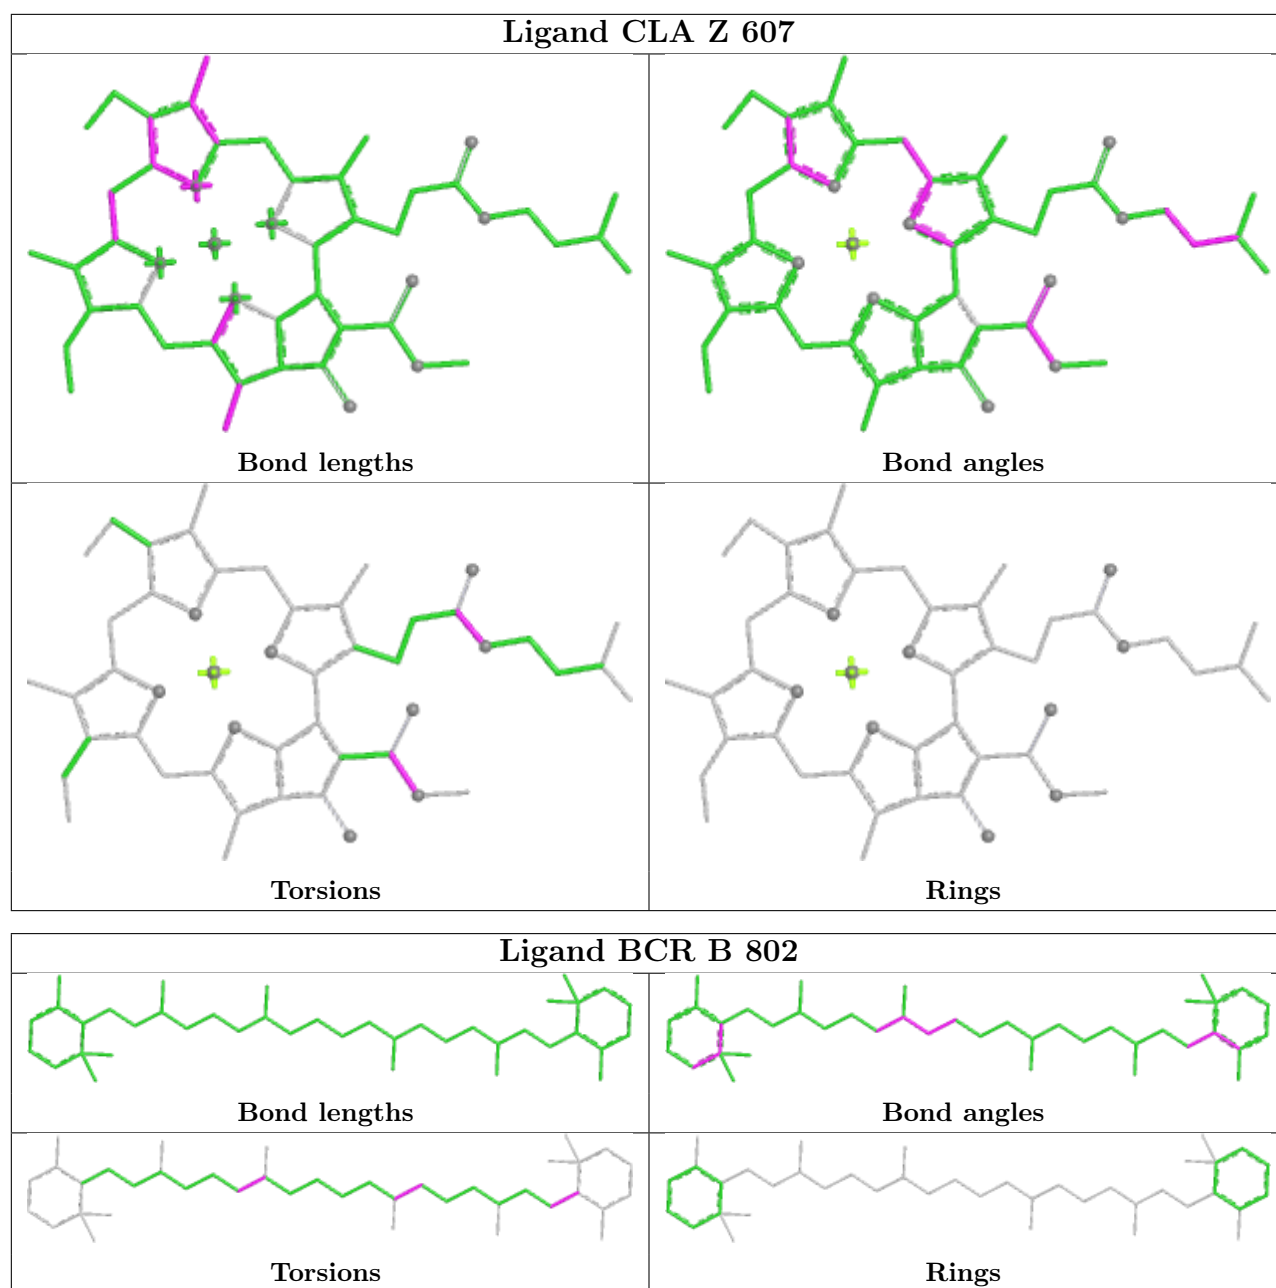 Ligand CLA Z 607
Bond lengths
Bond angles
Torsions
Rings
Ligand BCR B 802
Bond lengths
Bond angles
Torsions
Rings